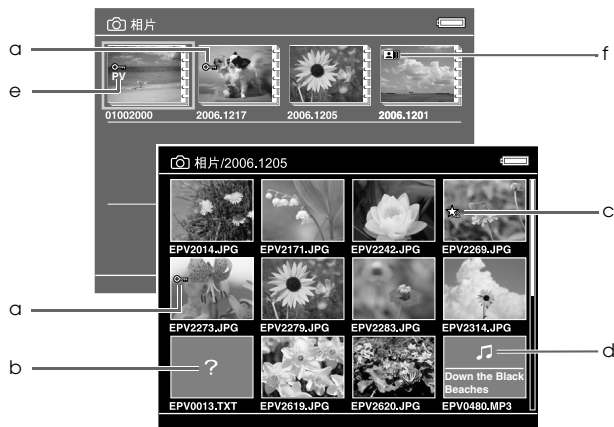 相片
a
f
PV
e
01002000 2006.1217 2006.1205 2006.1201
相片/2006.1205
c
EPV2014.JPG EPV2171.JPG EPV2242.JPG EPV2269.JPG
a
EPV2273.JPG EPV2279.JPG EPV2283.JPG EPV2314.JPG
b
?
d
Down the Black
Beaches
EPV0013.TXT EPV2619.JPG EPV2620.JPG EPV0480.MP3